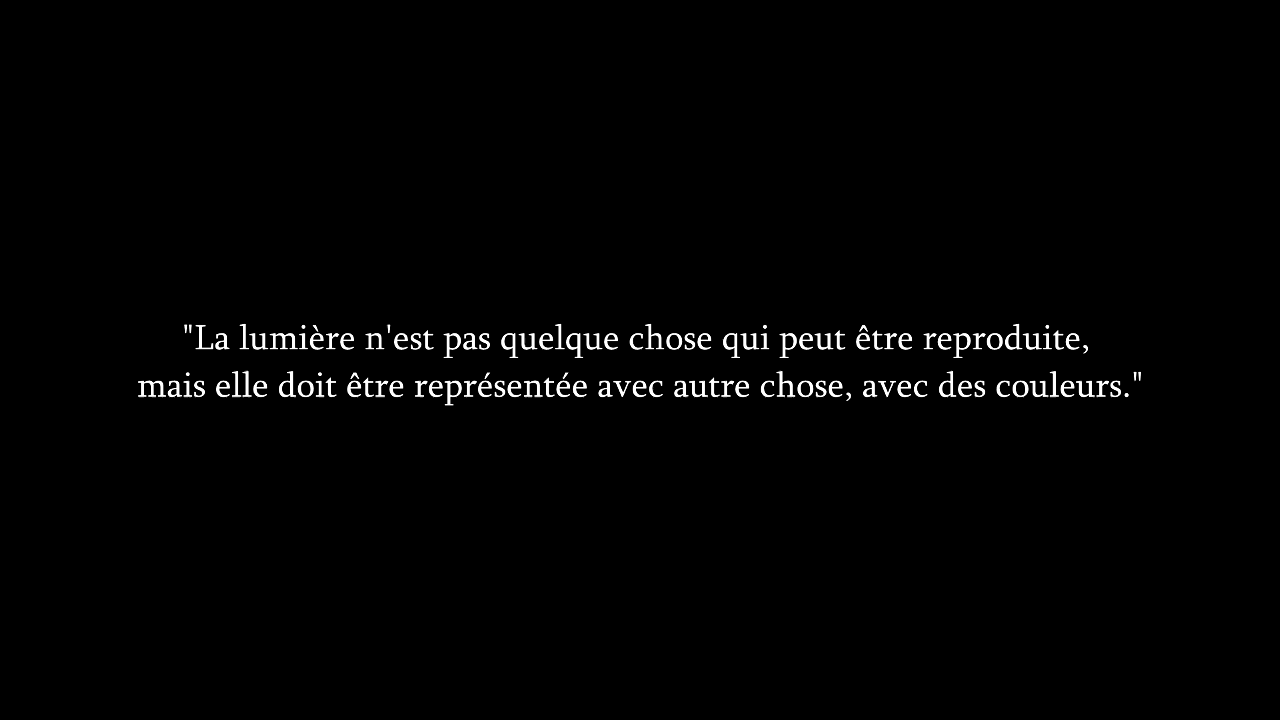 "La lumière n'est pas quelque chose qui peut être reproduite,
mais elle doit être représentée avec autre chose, avec des couleurs."